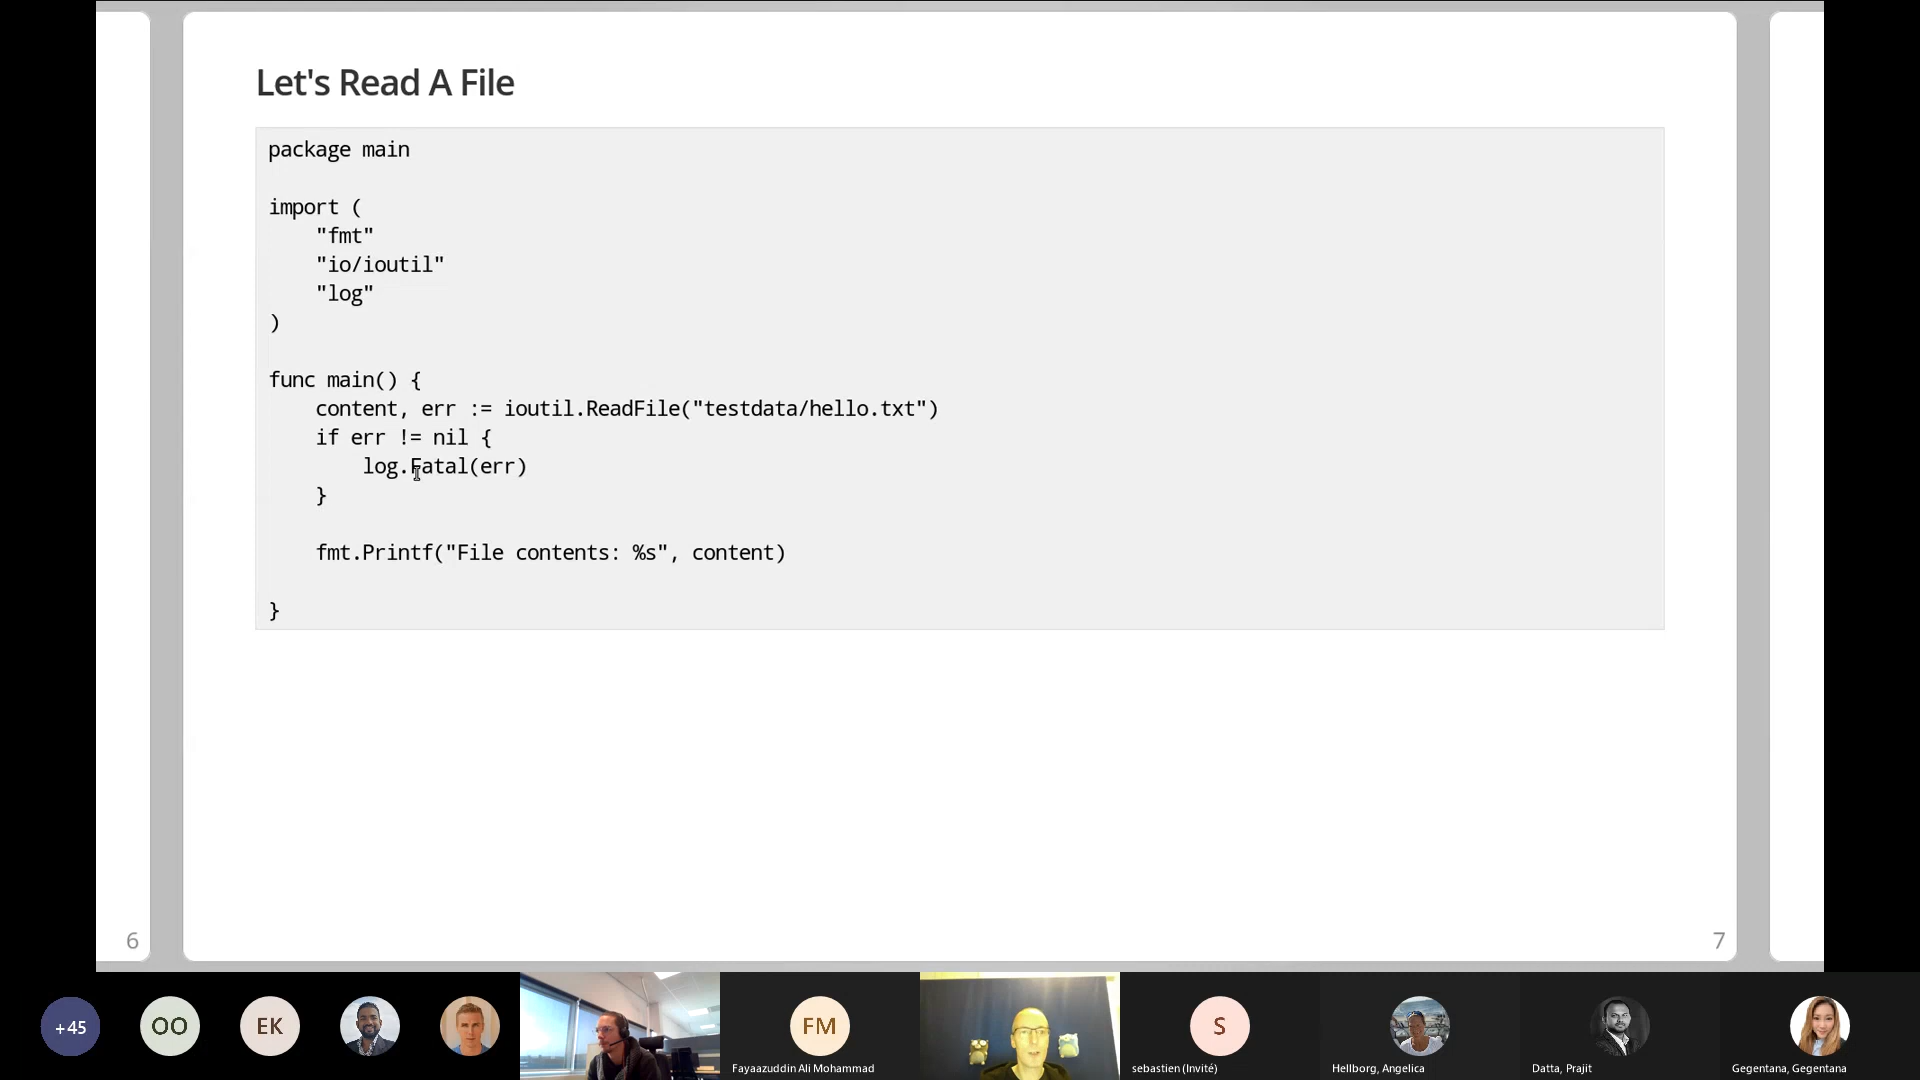 Let's Read A File
package main
import (
"fmt"
"io/ioutil"
"log"
)
func main() {
content, err := ioutil.ReadFile("testdata/hello.txt")
if err != nil {
log.Fatal(err)
}
fmt.Printf("File contents: %s", content)
}
6
7
+45
OO
EK
FM
Fayaazuddin Ali Mohammad
S
sebastien (Invité)
Hellborg, Angelica
Datta, Prajit
Gegentana, Gegentana